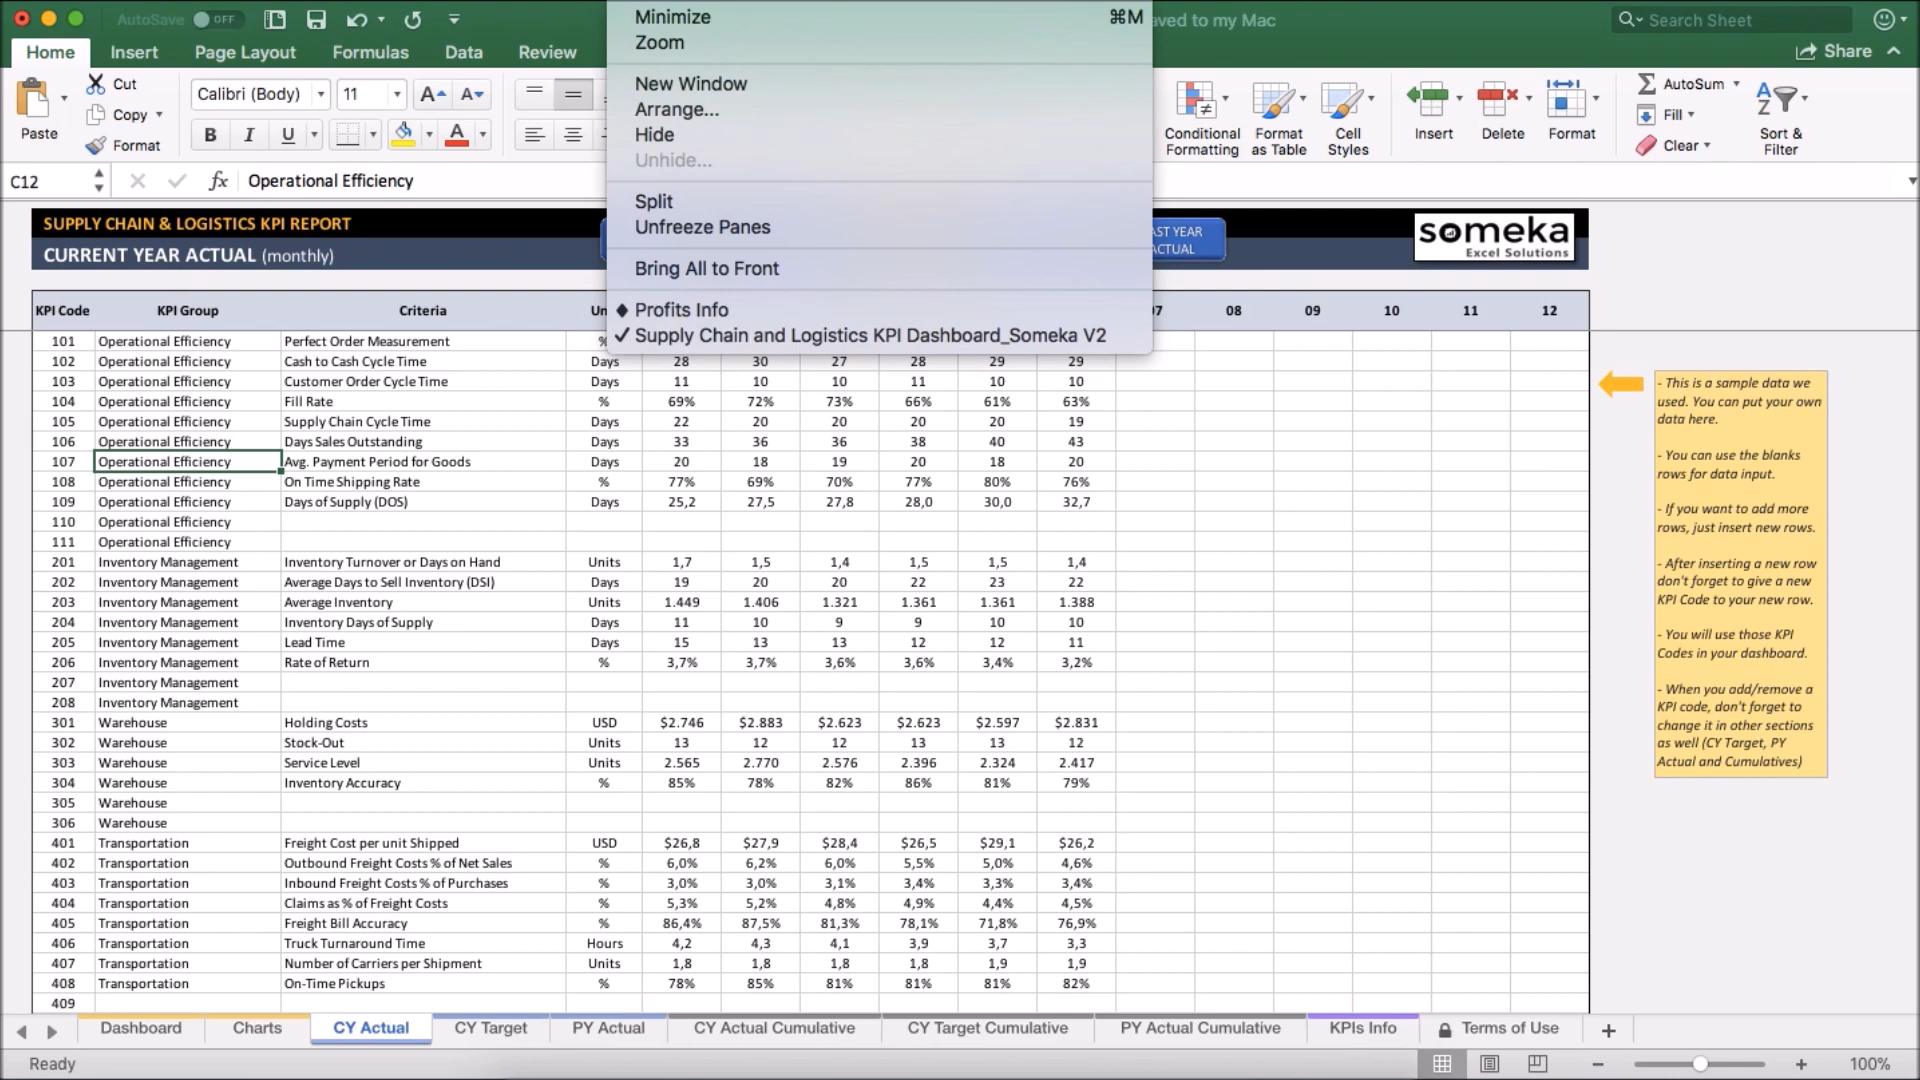 AutoSave OFF
aved to my Mac
Search Sheet
Home Insert Page Layout Formulas Data Review
Share
Paste
Cut
Copy
Format
Calibri (Body) 11
B I U
Conditional Formatting
Format as Table
Cell Styles
Insert
Delete
Format
AutoSum
Fill
Clear
Sort & Filter
Minimize ⌘M
Zoom
New Window
Arrange...
Hide
Unhide...
Split
Unfreeze Panes
Bring All to Front
Profits Info
Supply Chain and Logistics KPI Dashboard_Someka V2
C12 fx Operational Efficiency
SUPPLY CHAIN & LOGISTICS KPI REPORT
CURRENT YEAR ACTUAL (monthly)
AST YEAR
CTUAL
someka
Excel Solutions
KPI Code KPI Group Criteria Un 07 08 09 10 11 12
101 Operational Efficiency Perfect Order Measurement %
102 Operational Efficiency Cash to Cash Cycle Time Days 28 30 27 28 29 29
103 Operational Efficiency Customer Order Cycle Time Days 11 10 10 11 10 10
104 Operational Efficiency Fill Rate % 69% 72% 73% 66% 61% 63%
105 Operational Efficiency Supply Chain Cycle Time Days 22 20 20 20 20 19
106 Operational Efficiency Days Sales Outstanding Days 33 36 36 38 40 43
107 Operational Efficiency Avg. Payment Period for Goods Days 20 18 19 20 18 20
108 Operational Efficiency On Time Shipping Rate % 77% 69% 70% 77% 80% 76%
109 Operational Efficiency Days of Supply (DOS) Days 25,2 27,5 27,8 28,0 30,0 32,7
110 Operational Efficiency
111 Operational Efficiency
201 Inventory Management Inventory Turnover or Days on Hand Units 1,7 1,5 1,4 1,5 1,5 1,4
202 Inventory Management Average Days to Sell Inventory (DSI) Days 19 20 20 22 23 22
203 Inventory Management Average Inventory Units 1.449 1.406 1.321 1.361 1.361 1.388
204 Inventory Management Inventory Days of Supply Days 11 10 9 9 10 10
205 Inventory Management Lead Time Days 15 13 13 12 12 11
206 Inventory Management Rate of Return % 3,7% 3,7% 3,6% 3,6% 3,4% 3,2%
207 Inventory Management
208 Inventory Management
301 Warehouse Holding Costs USD $2.746 $2.883 $2.623 $2.623 $2.597 $2.831
302 Warehouse Stock-Out Units 13 12 12 13 13 12
303 Warehouse Service Level Units 2.565 2.770 2.576 2.396 2.324 2.417
304 Warehouse Inventory Accuracy % 85% 78% 82% 86% 81% 79%
305 Warehouse
306 Warehouse
401 Transportation Freight Cost per unit Shipped USD $26,8 $27,9 $28,4 $26,5 $29,1 $26,2
402 Transportation Outbound Freight Costs % of Net Sales % 6,0% 6,2% 6,0% 5,5% 5,0% 4,6%
403 Transportation Inbound Freight Costs % of Purchases % 3,0% 3,0% 3,1% 3,4% 3,3% 3,4%
404 Transportation Claims as % of Freight Costs % 5,3% 5,2% 4,8% 4,9% 4,4% 4,5%
405 Transportation Freight Bill Accuracy % 86,4% 87,5% 81,3% 78,1% 71,8% 76,9%
406 Transportation Truck Turnaround Time Hours 4,2 4,3 4,1 3,9 3,7 3,3
407 Transportation Number of Carriers per Shipment Units 1,8 1,8 1,8 1,8 1,9 1,9
408 Transportation On-Time Pickups % 78% 85% 81% 81% 81% 82%
409
- This is a sample data we
used. You can put your own
data here.
- You can use the blanks
rows for data input.
- If you want to add more
rows, just insert new rows.
- After inserting a new row
don't forget to give a new
KPI Code to your new row.
- You will use those KPI
Codes in your dashboard.
- When you add/remove a
KPI code, don't forget to
change it in other sections
as well (CY Target, PY
Actual and Cumulatives)
Dashboard Charts CY Actual CY Target PY Actual CY Actual Cumulative CY Target Cumulative PY Actual Cumulative KPIs Info Terms of Use +
Ready 100%